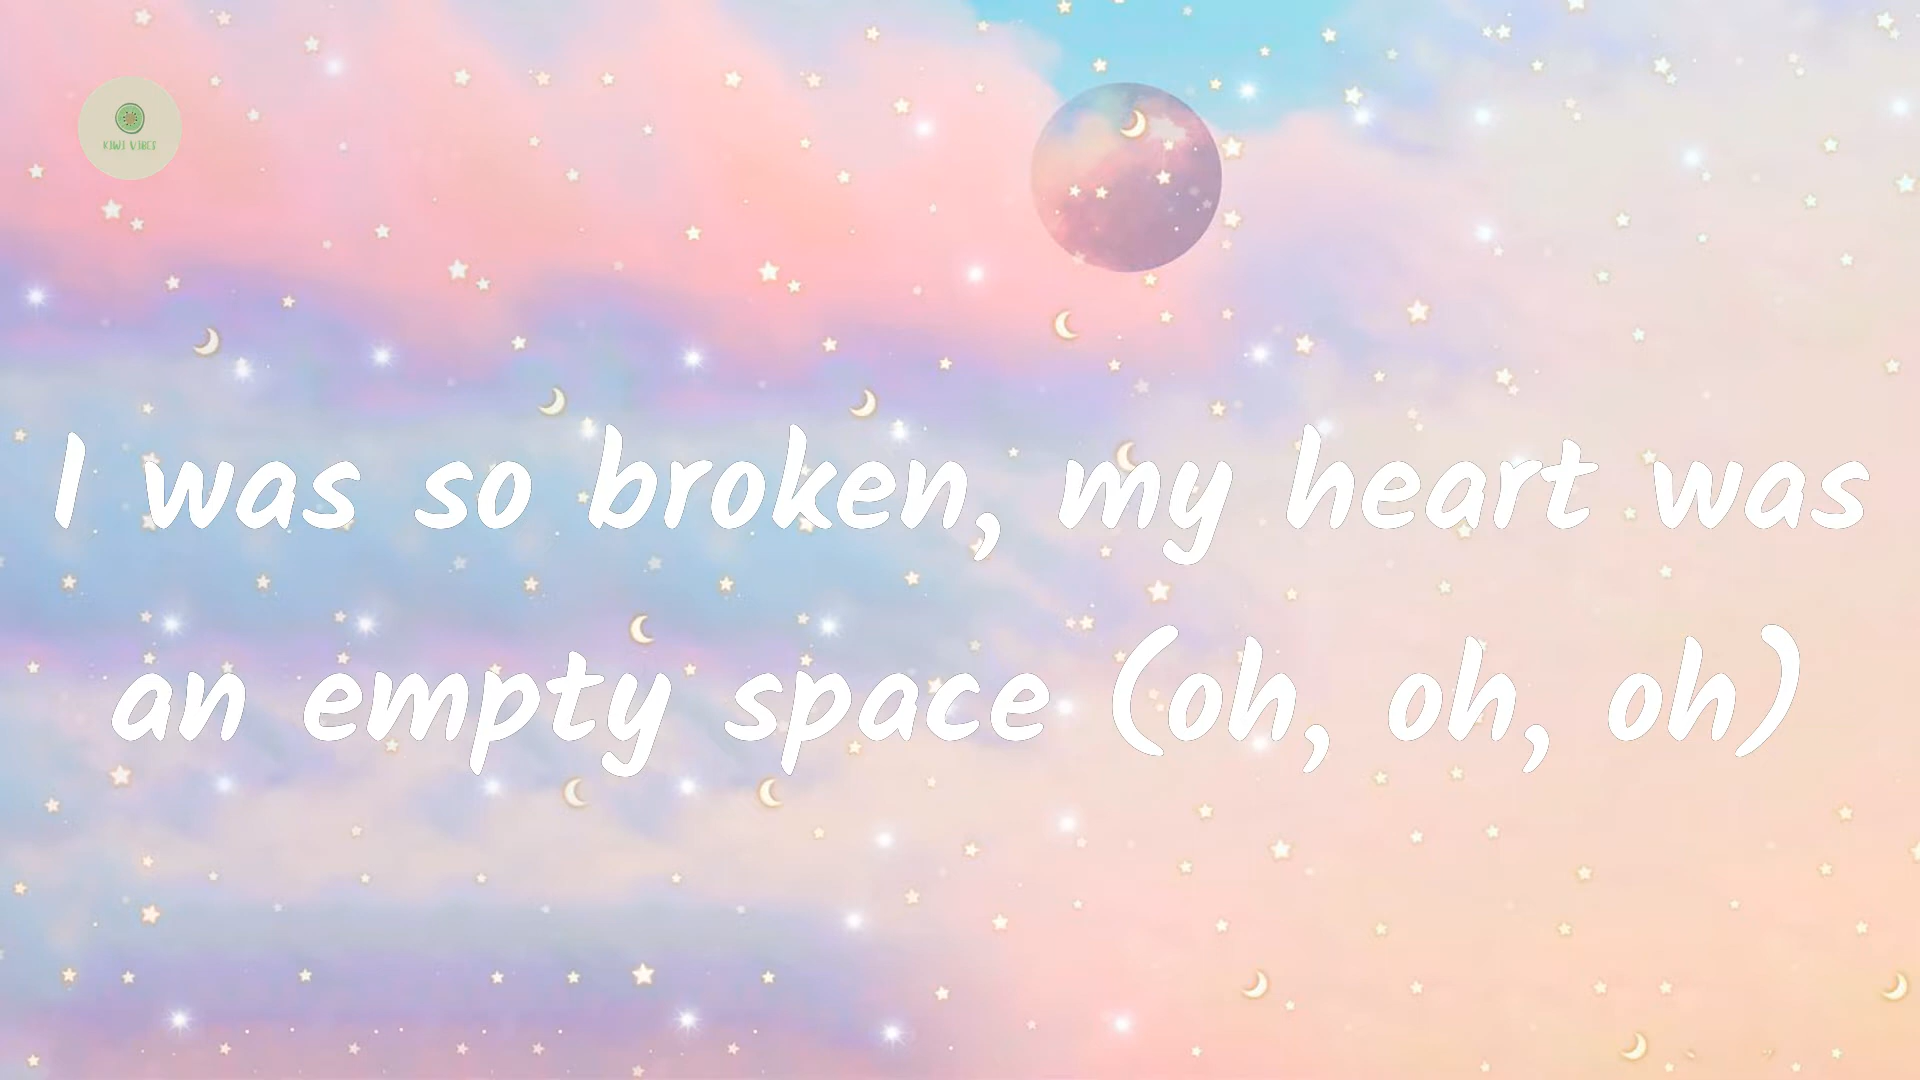 KIWI VIBES
I was so broken, my heart was
an empty space (oh, oh, oh)